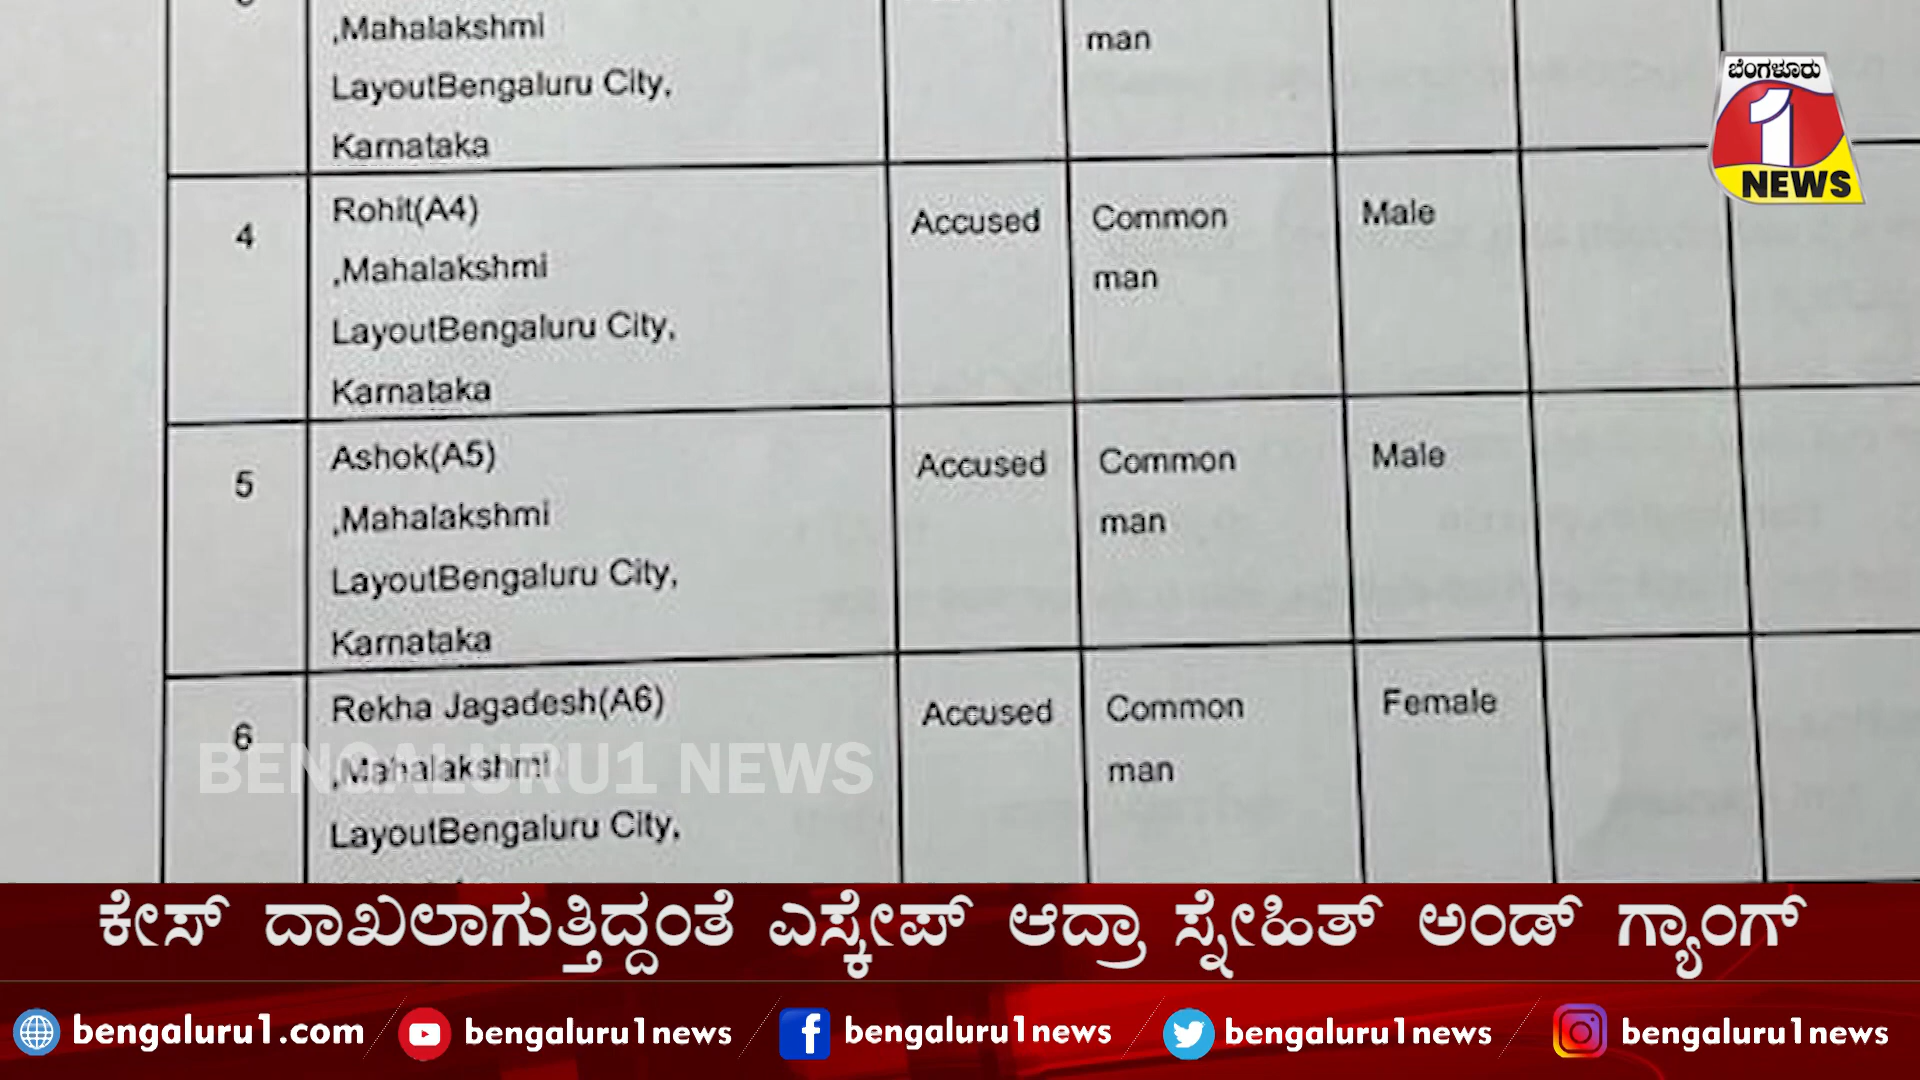 ,Mahalakshmi
LayoutBengaluru City,
Karnataka
man
4
Rohit(A4)
,Mahalakshmi
LayoutBengaluru City,
Karnataka
Accused
Common
man
Male
5
Ashok(A5)
,Mahalakshmi
LayoutBengaluru City,
Karnataka
Accused
Common
man
Male
6
Rekha Jagadesh(A6)
,Mahalakshmi
LayoutBengaluru City,
Accused
Common
man
Female
ಬೆಂಗಳೂರು
1
NEWS
BENGALURU1 NEWS
ಕೇಸ್ ದಾಖಲಾಗುತ್ತಿದ್ದಂತೆ ಎಸ್ಕೇಪ್ ಆದ್ರಾ ಸ್ನೇಹಿತ್ ಅಂಡ್ ಗ್ಯಾಂಗ್
bengaluru1.com
bengaluru1news
bengaluru1news
bengaluru1news
bengaluru1news